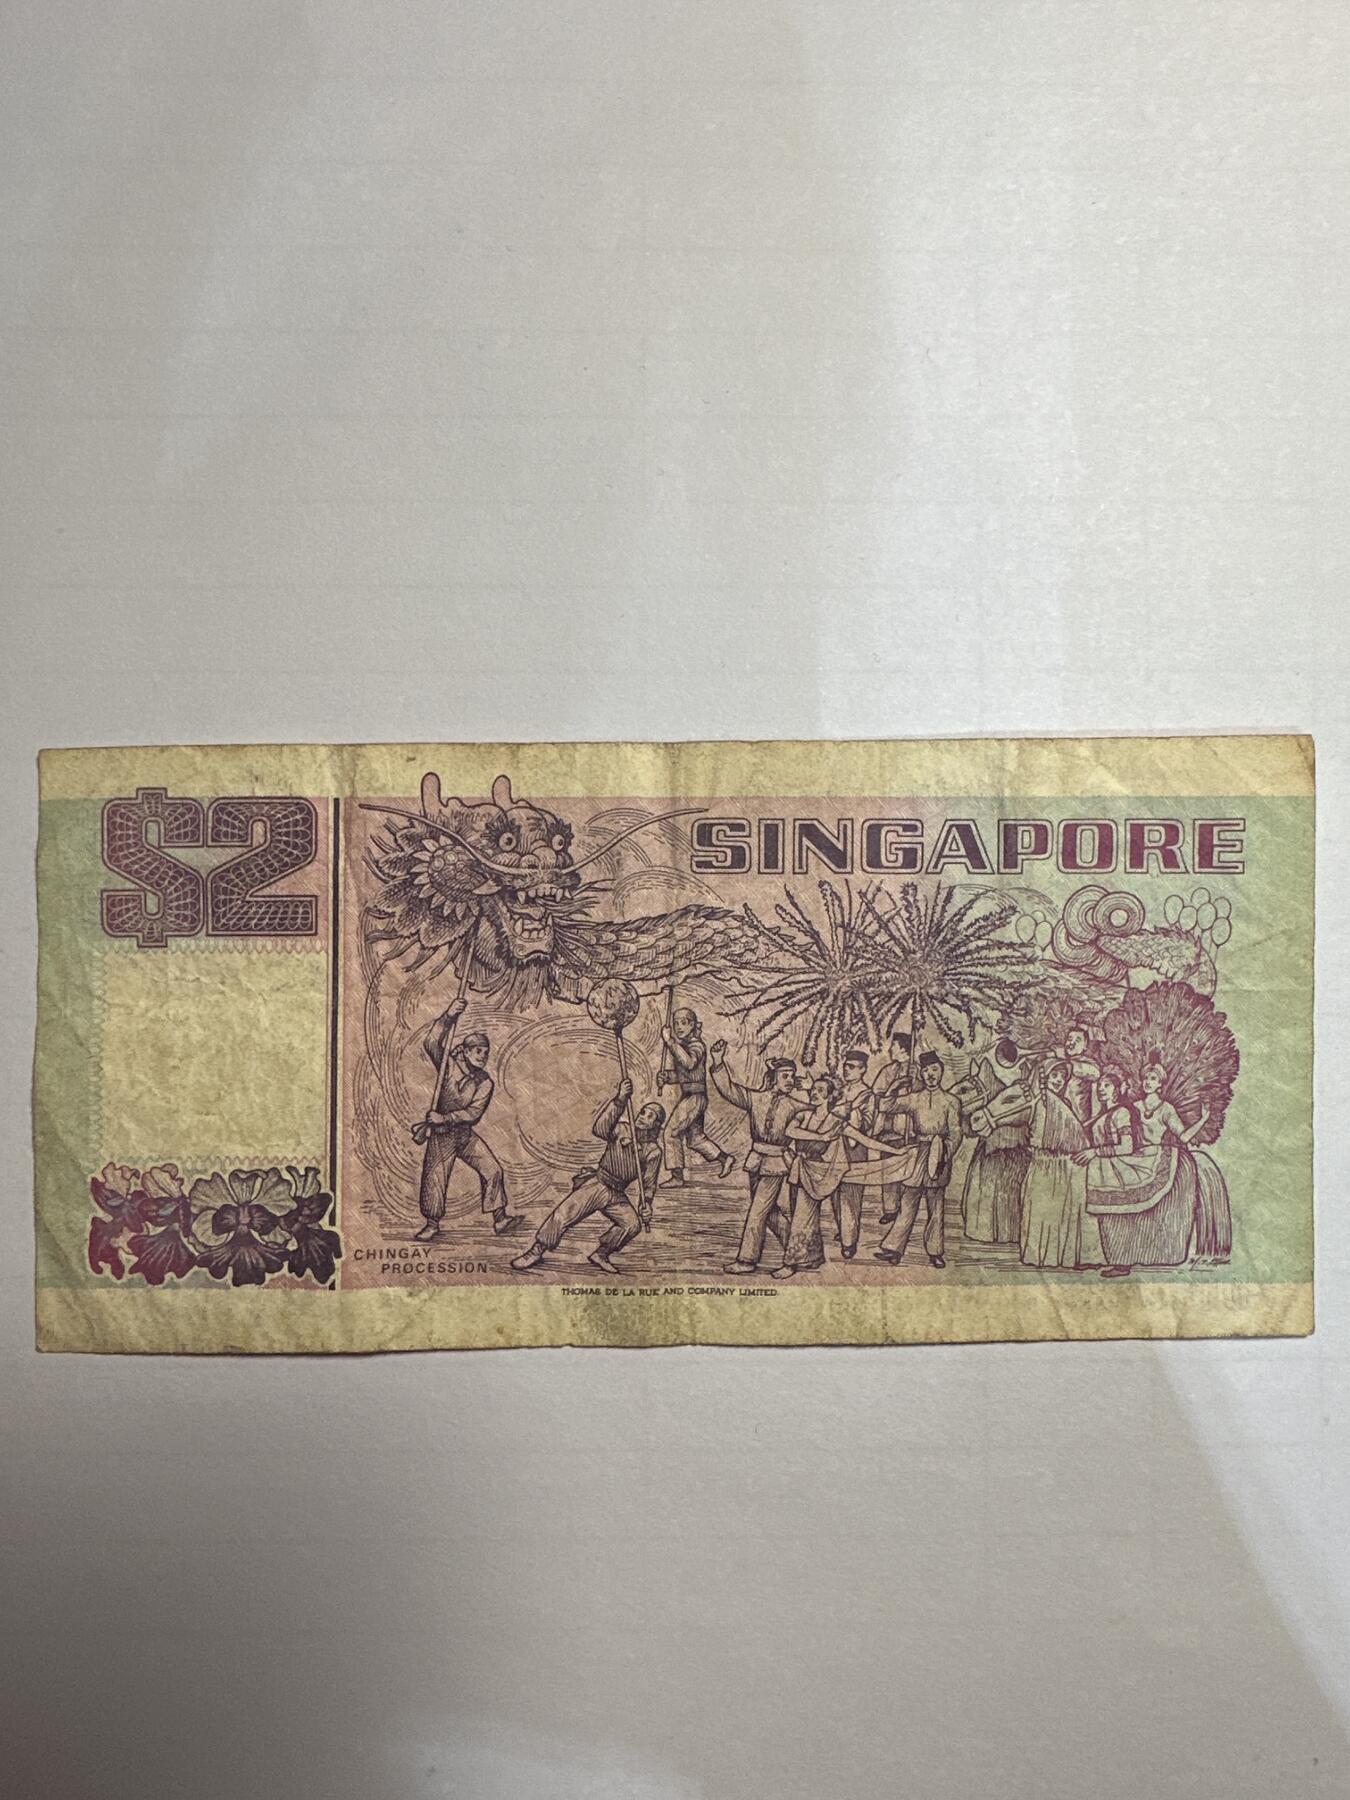 $2
SINGAPORE
CHINGAY
PROCESSION
THOMAS DE LA RUE AND COMPANY LIMITED.